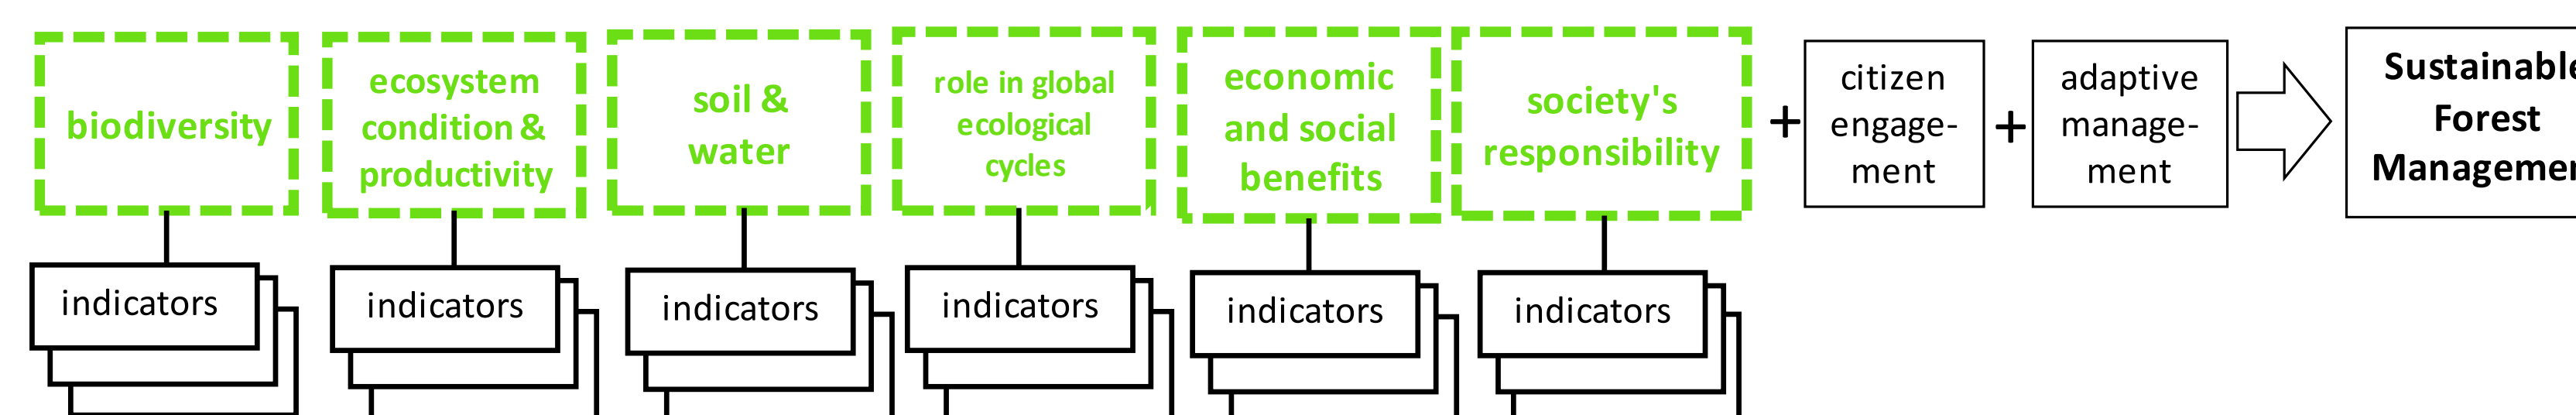 biodiversity
ecosystem
condition &
productivity
soil &
water
role in global
ecological
cycles
economic
and social
benefits
society's
responsibility
+
citizen
engage-
ment
+
adaptive
manage-
ment
Sustainable
Forest
Managemen
indicators
indicators
indicators
indicators
indicators
indicators